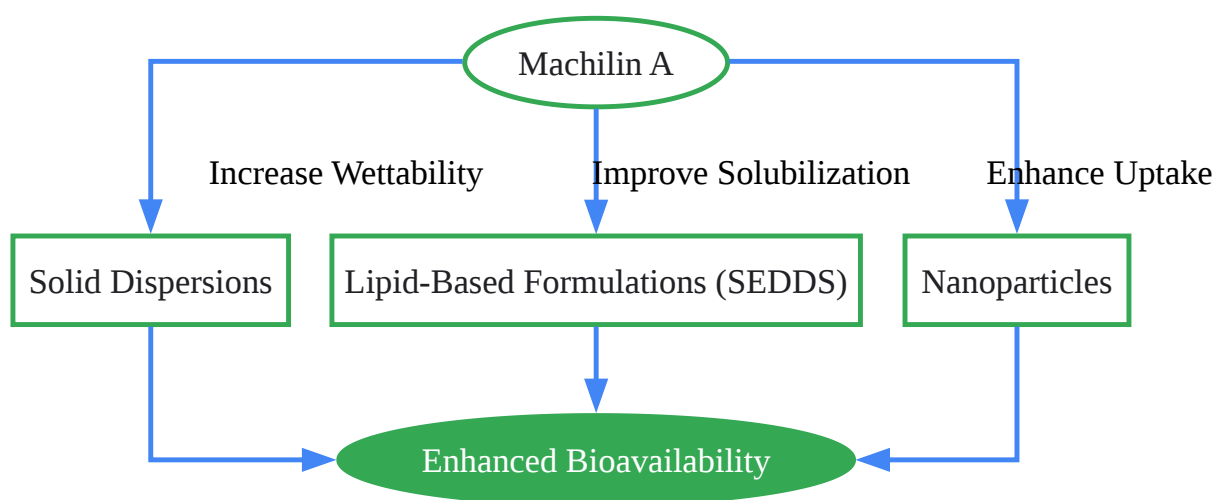 Machilin A
Increase Wettability
Improve Solubilization
Enhance Uptake
Solid Dispersions
Lipid-Based Formulations (SEDDS)
Nanoparticles
Enhanced Bioavailability